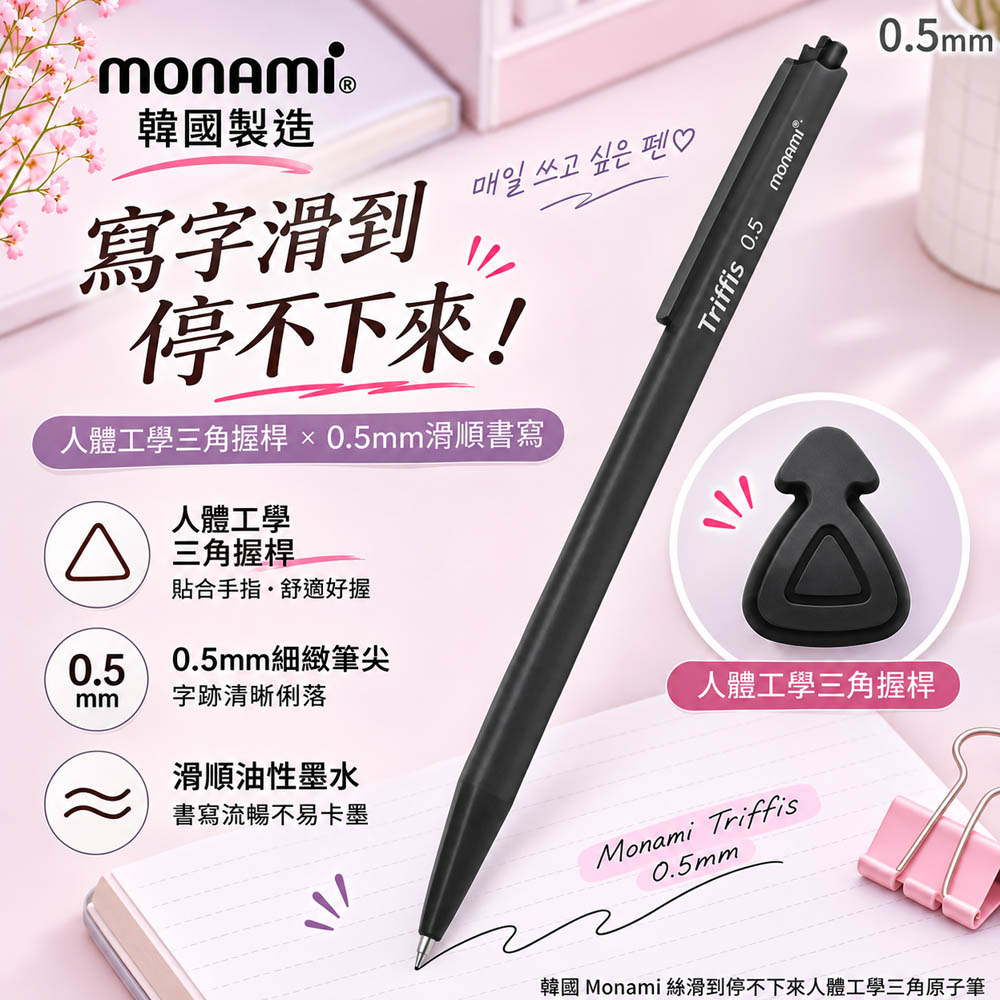 monami®
韓國製造
0.5mm
매일 쓰고 싶은 펜♡
寫字滑到
停不下來！
人體工學三角握桿 × 0.5mm滑順書寫
人體工學
三角握桿
貼合手指·舒適好握
0.5
mm
0.5mm細緻筆尖
字跡清晰俐落
滑順油性墨水
書寫流暢不易卡墨
Triffis 0.5 monami®
人體工學三角握桿
Monami Triffis
0.5mm
韓國 Monami 絲滑到停不下來人體工學三角原子筆